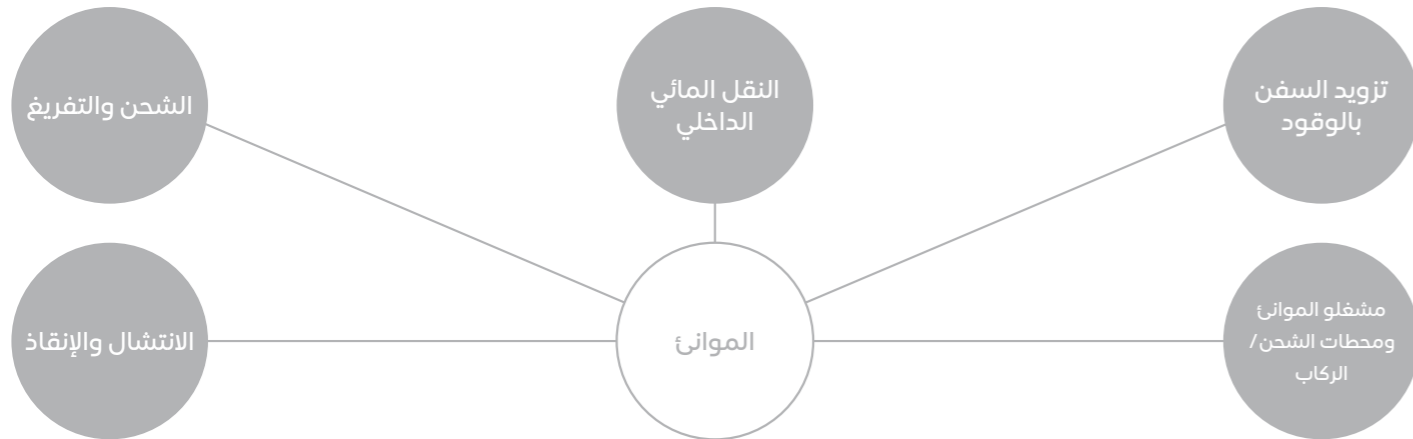 تزويد السفن
بالوقود
النقل المائي
الداخلي
الشحن والتفريغ
مشغلو الموانئ
ومحطات الشحن/
الركاب
الموانئ
الانتشال والإنقاذ